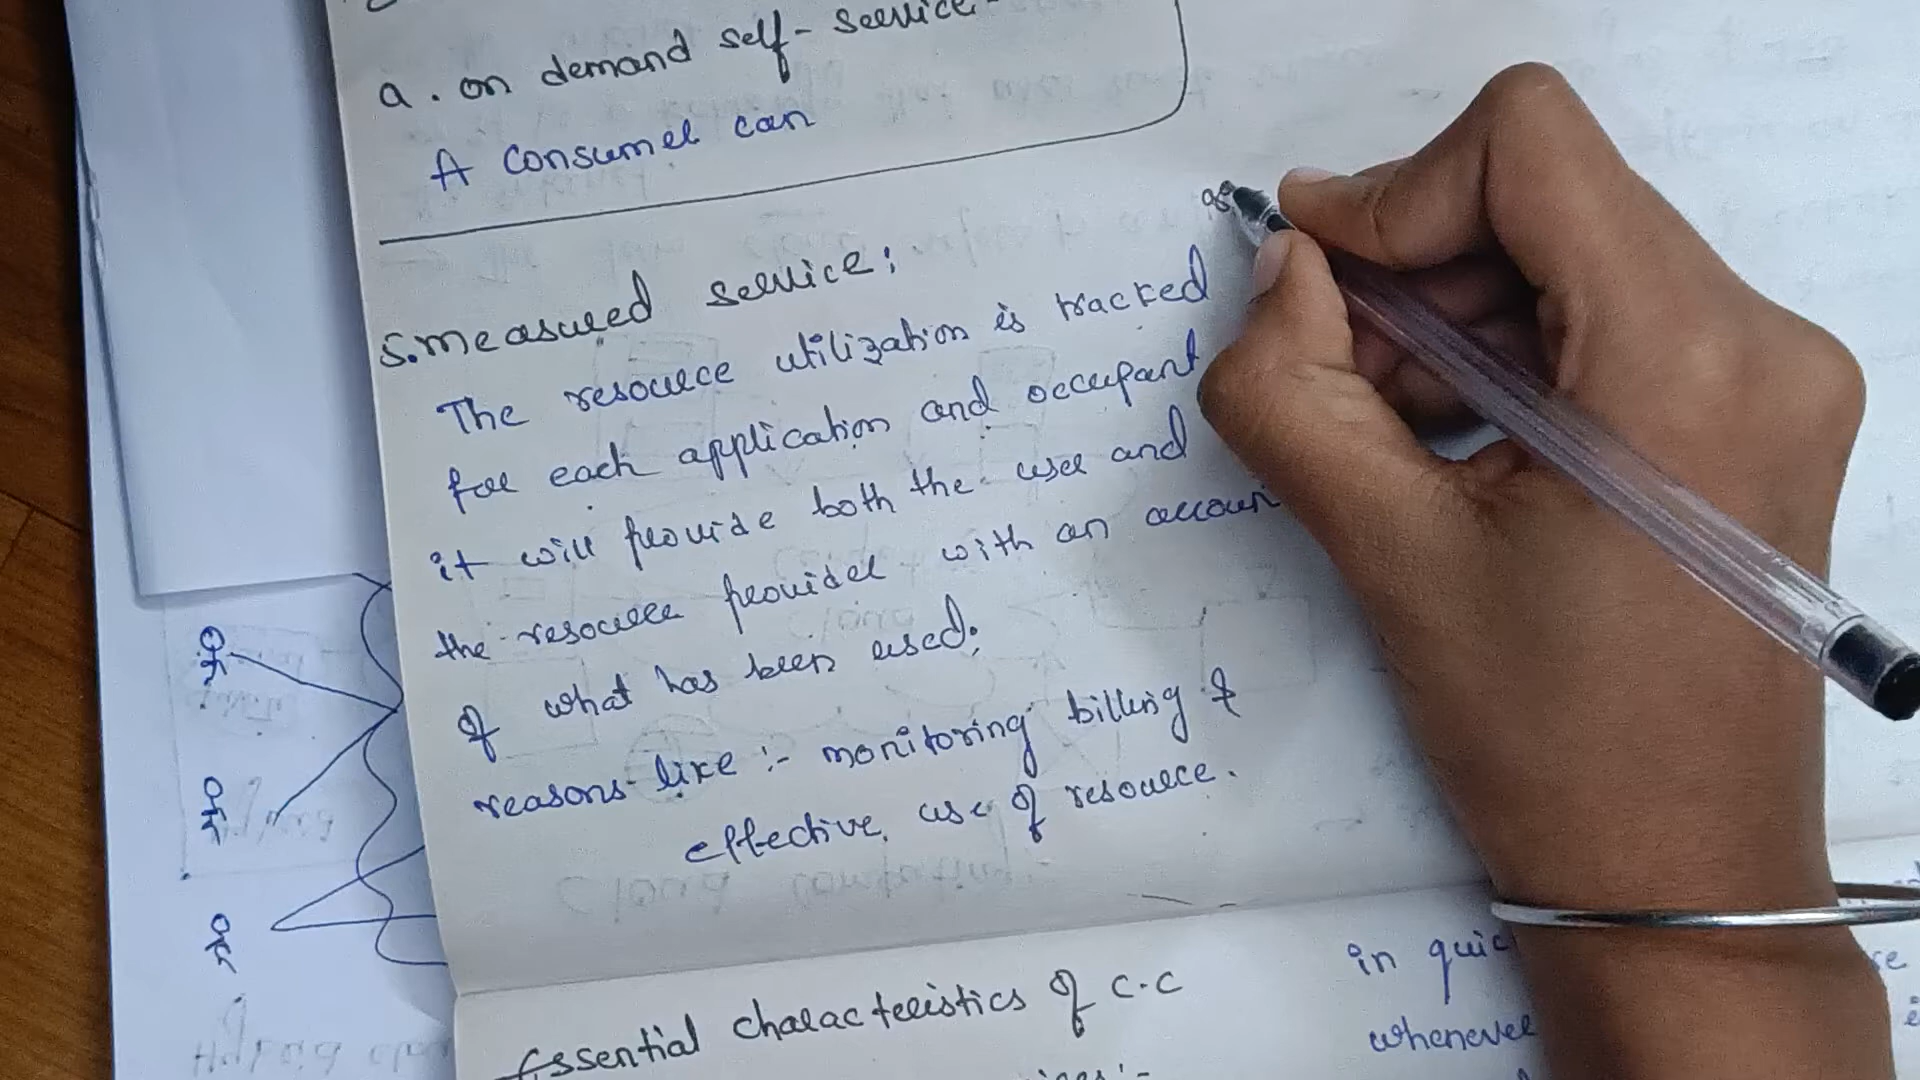 a. on demand self-service-
A consumer can
5. measured service:
The resource utilization is tracked
for each application and occupant
it will provide both the user and
the resource provider with an accoun
of what has been used;
reasons like :- monitoring billing &
effective, use of resource.
Essential characteristics of c.c
in quic
whenever